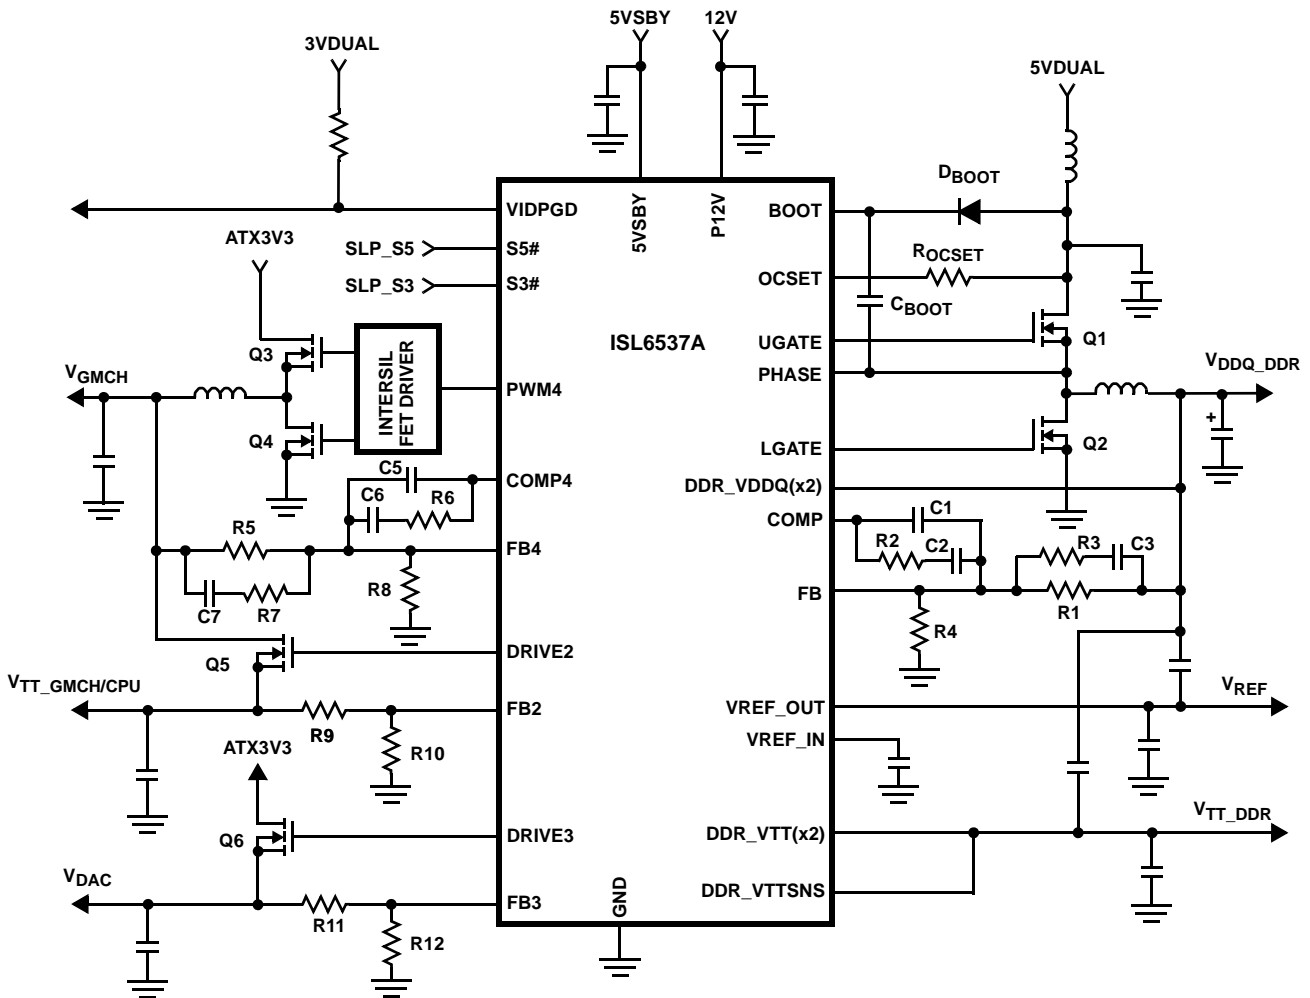 5VSBY
12V
3VDUAL
5VDUAL
DBOOT
VIDPGD
5VSBY
P12V
BOOT
ATX3V3
SLP_S5
S5#
ROCSET
SLP_S3
S3#
OCSET
CBOOT
ISL6537A
Q3
UGATE
Q1
VGMCH
INTERSIL
FET DRIVER
PWM4
PHASE
VDDQ_DDR
+
Q4
LGATE
Q2
C5
COMP4
DDR_VDDQ(x2)
C6
R6
COMP
C1
R5
FB4
R2
C2
R3
C3
R8
FB
R1
C7
R7
R4
Q5
DRIVE2
VTT_GMCH/CPU
FB2
VREF_OUT
VREF
R9
R10
VREF_IN
ATX3V3
Q6
DRIVE3
DDR_VTT(x2)
VTT_DDR
VDAC
FB3
GND
DDR_VTTSNS
R11
R12